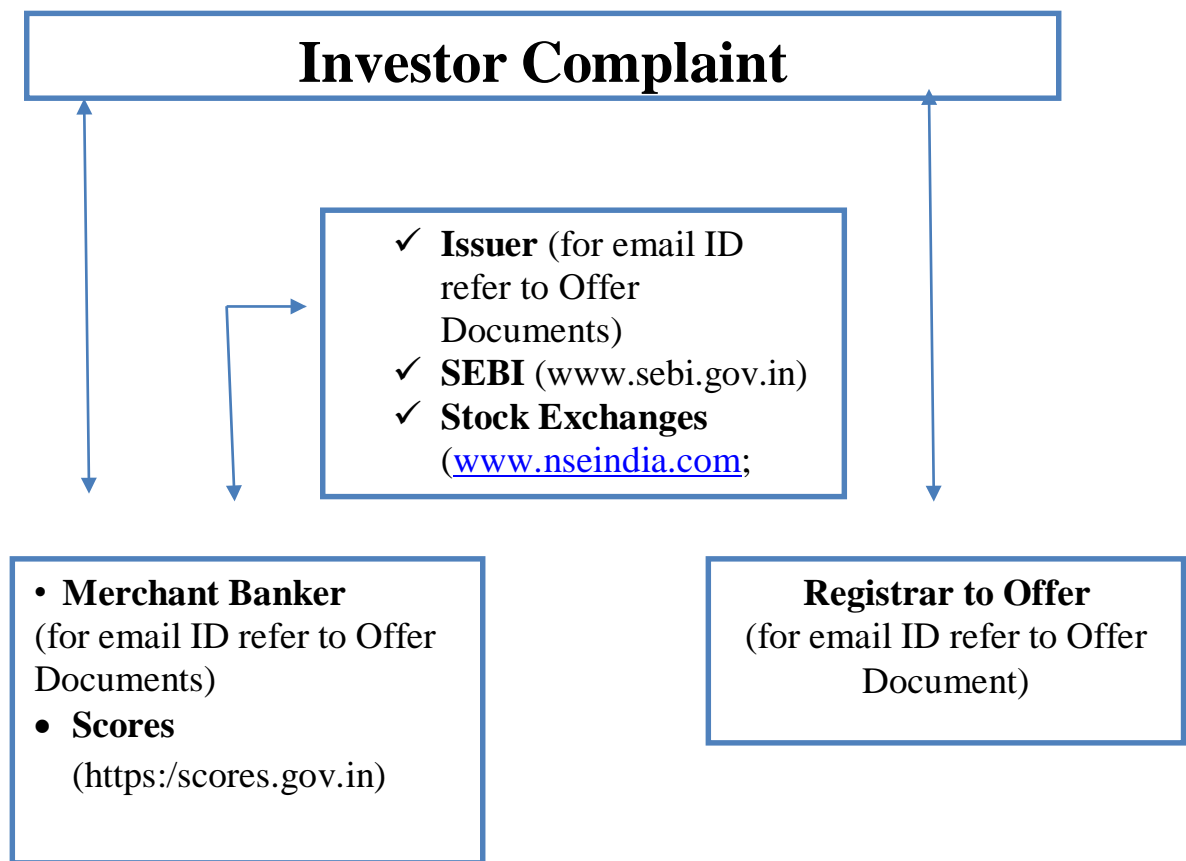 Investor Complaint
✓ Issuer (for email ID
refer to Offer
Documents)
✓ SEBI (www.sebi.gov.in)
✓ Stock Exchanges
(www.nseindia.com;
• Merchant Banker
(for email ID refer to Offer
Documents)
• Scores
(https:/scores.gov.in)
Registrar to Offer
(for email ID refer to Offer
Document)